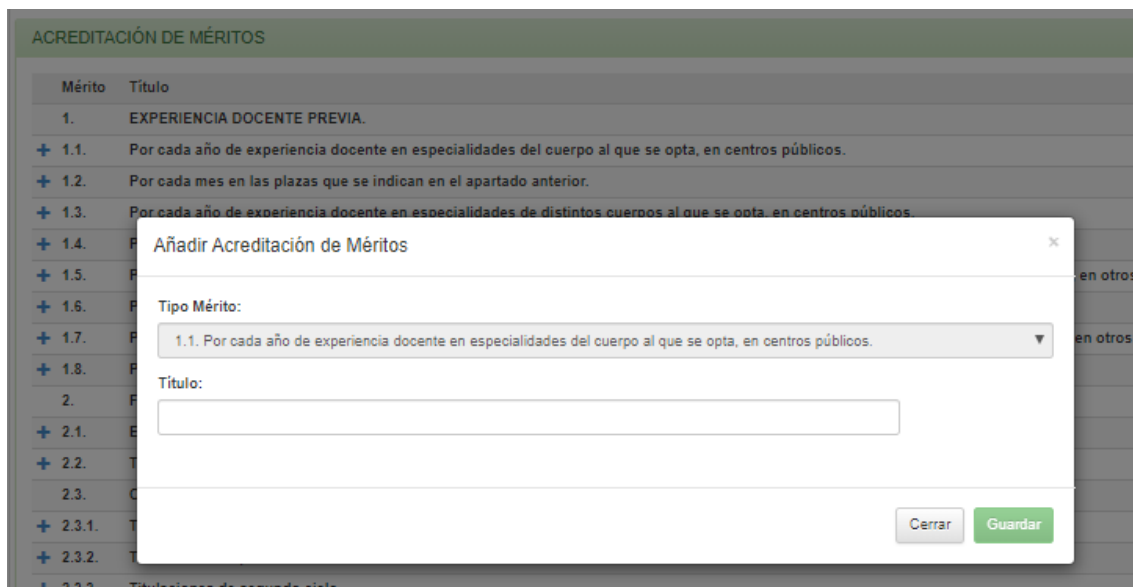 ACREDITACIÓN DE MÉRITOS
Mérito Título
1. EXPERIENCIA DOCENTE PREVIA.
+ 1.1. Por cada año de experiencia docente en especialidades del cuerpo al que se opta, en centros públicos.
+ 1.2. Por cada mes en las plazas que se indican en el apartado anterior.
+ 1.3. Por cada año de experiencia docente en especialidades de distintos cuerpos al que se opta, en centros públicos.
+ 1.4. P
+ 1.5. P en otros
+ 1.6. P
+ 1.7. P en otros
+ 1.8. P
2. F
+ 2.1. E
+ 2.2. T
2.3. C
+ 2.3.1. T
+ 2.3.2. T
Añadir Acreditación de Méritos ×
Tipo Mérito:
1.1. Por cada año de experiencia docente en especialidades del cuerpo al que se opta, en centros públicos. ▼
Título:
Cerrar Guardar
+ 2.3.3. Titulaciones de segundo ciclo